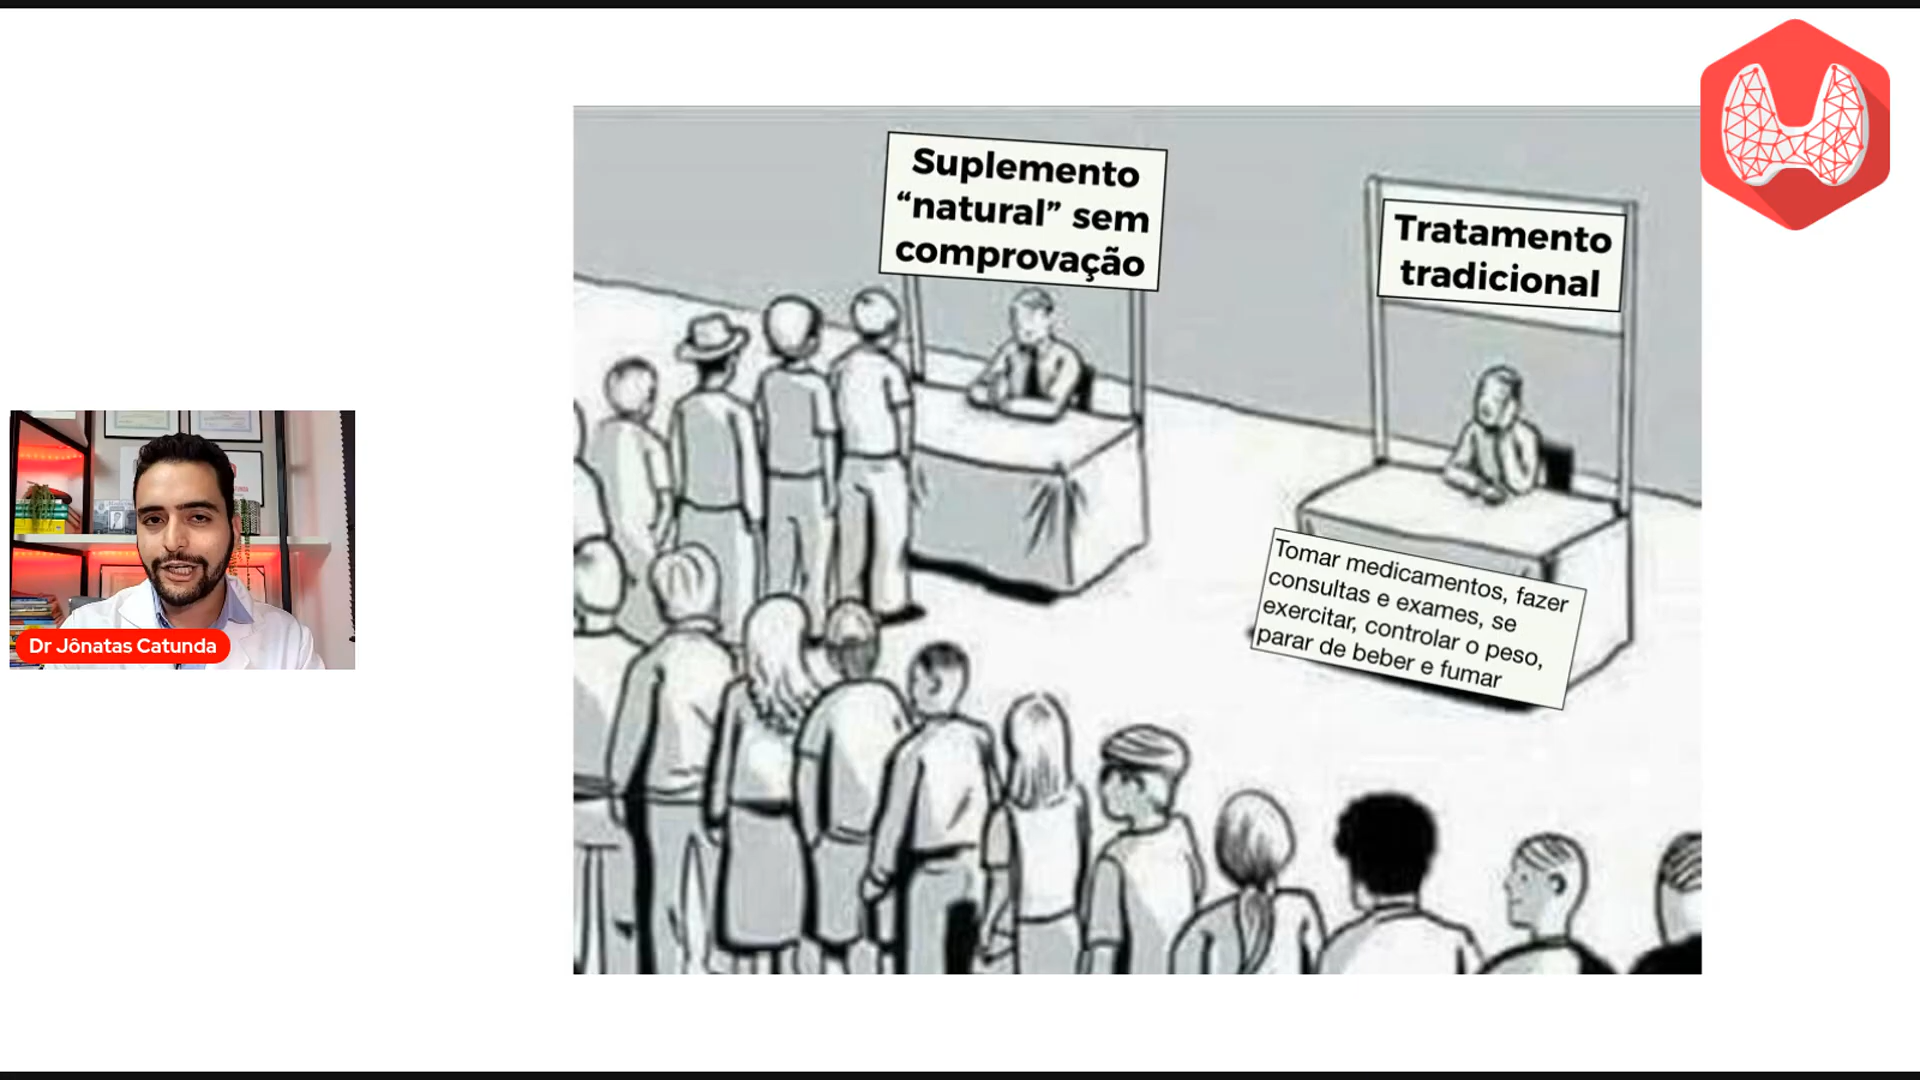 Suplemento
“natural” sem
comprovação
Tratamento
tradicional
Tomar medicamentos, fazer
consultas e exames, se
exercitar, controlar o peso,
parar de beber e fumar
Dr Jônatas Catunda